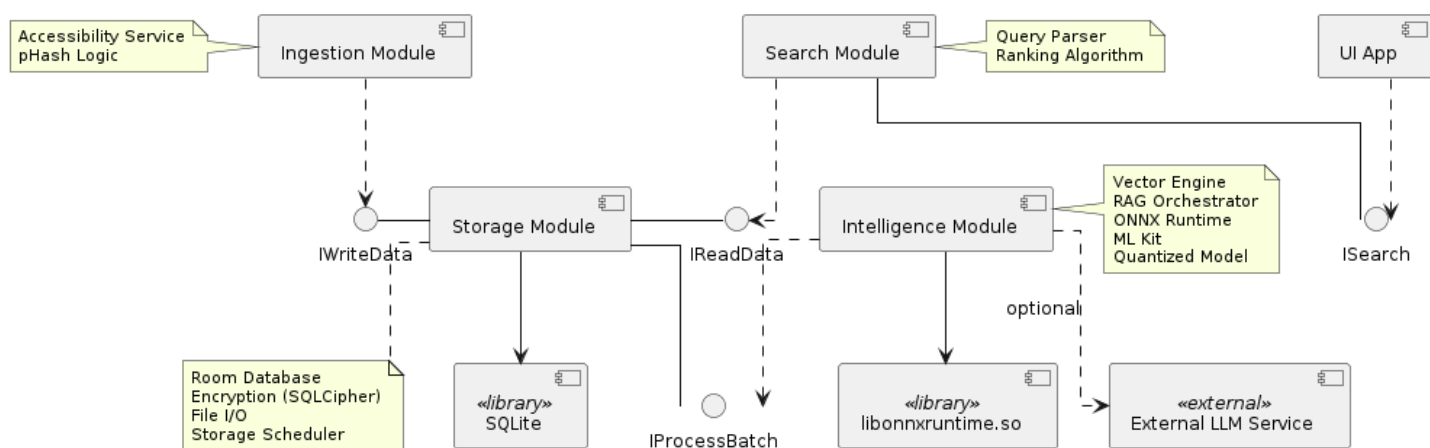 Accessibility Service
pHash Logic
Ingestion Module
Search Module
Query Parser
Ranking Algorithm
UI App
IWriteData
Storage Module
IReadData
Intelligence Module
Vector Engine
RAG Orchestrator
ONNX Runtime
ML Kit
Quantized Model
ISearch
optional
Room Database
Encryption (SQLCipher)
File I/O
Storage Scheduler
«library»
SQLite
IProcessBatch
«library»
libonnxruntime.so
«external»
External LLM Service